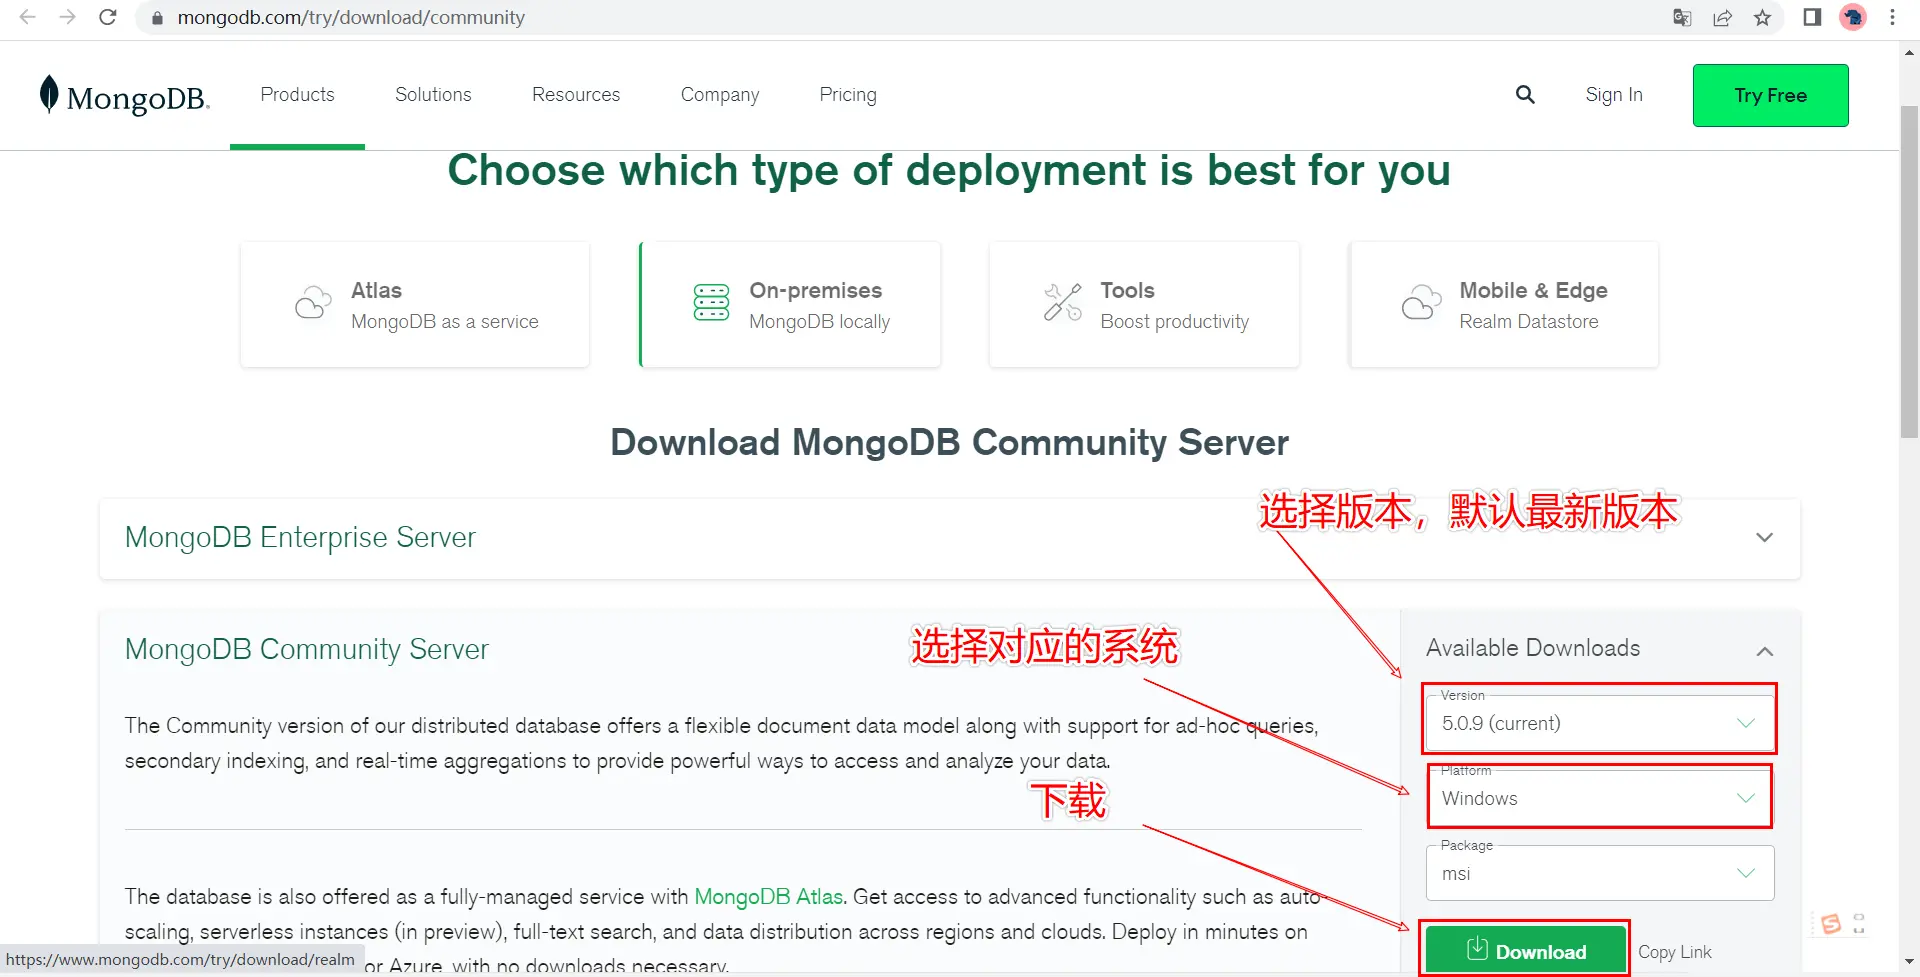 mongodb.com/try/download/community
MongoDB.
Products
Solutions
Resources
Company
Pricing
Sign In
Try Free
Choose which type of deployment is best for you
Atlas
MongoDB as a service
On-premises
MongoDB locally
Tools
Boost productivity
Mobile & Edge
Realm Datastore
Download MongoDB Community Server
选择版本，默认最新版本
MongoDB Enterprise Server
选择对应的系统
MongoDB Community Server
The Community version of our distributed database offers a flexible document data model along with support for ad-hoc queries,
secondary indexing, and real-time aggregations to provide powerful ways to access and analyze your data.
下载
The database is also offered as a fully-managed service with MongoDB Atlas. Get access to advanced functionality such as auto-
scaling, serverless instances (in preview), full-text search, and data distribution across regions and clouds. Deploy in minutes on
or Azure, with no downloads necessary.
Available Downloads
Version
5.0.9 (current)
Platform
Windows
Package
msi
Download
Copy Link
https://www.mongodb.com/try/download/realm